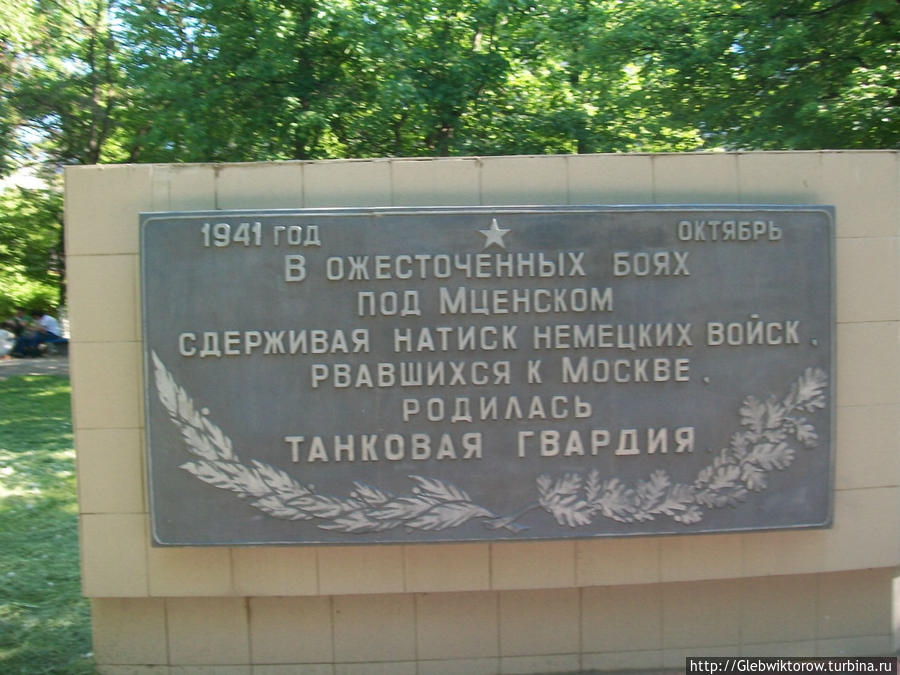 1941 ГОД ОКТЯБРЬ
В ОЖЕСТОЧЕННЫХ БОЯХ
ПОД МЦЕНСКОМ
СДЕРЖИВАЯ НАТИСК НЕМЕЦКИХ ВОЙСК,
РВАВШИХСЯ К МОСКВЕ,
РОДИЛАСЬ
ТАНКОВАЯ ГВАРДИЯ
http://Glebwiktorow.turbina.ru